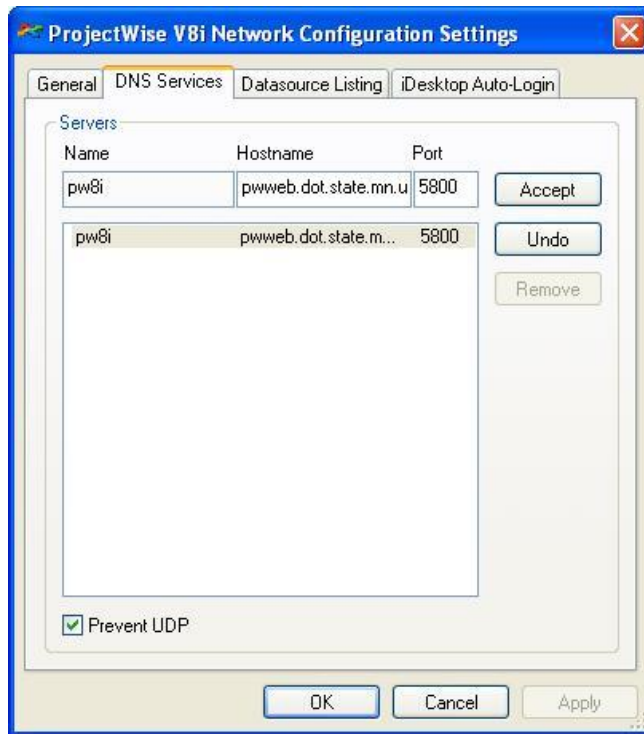 ProjectWise V8i Network Configuration Settings
General DNS Services Datasource Listing iDesktop Auto-Login
Servers
Name Hostname Port
pw8i pwweb.dot.state.mn.u 5800 Accept
pw8i pwweb.dot.state.m... 5800 Undo
Remove
Prevent UDP
OK Cancel Apply